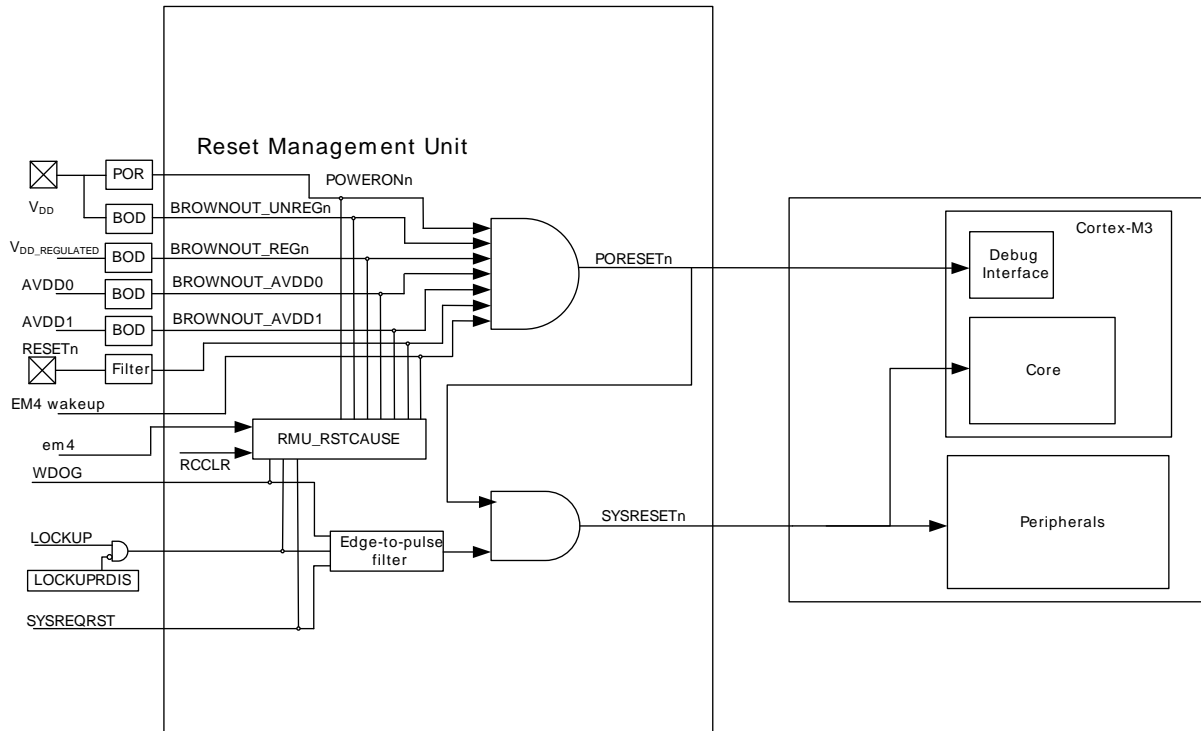 Reset Management Unit
POR
POWERONn
V_DD
BOD
BROWNOUT_UNREGn
Cortex-M3
V_DD_REGULATED
BOD
BROWNOUT_REGn
PORESETn
Debug
Interface
AVDD0
BOD
BROWNOUT_AVDD0
AVDD1
BOD
BROWNOUT_AVDD1
RESETn
Filter
Core
EM4 wakeup
em4
RMU_RSTCAUSE
RCCLR
WDOG
SYSRESETn
Peripherals
LOCKUP
Edge-to-pulse
filter
LOCKUPRDIS
SYSREQRST